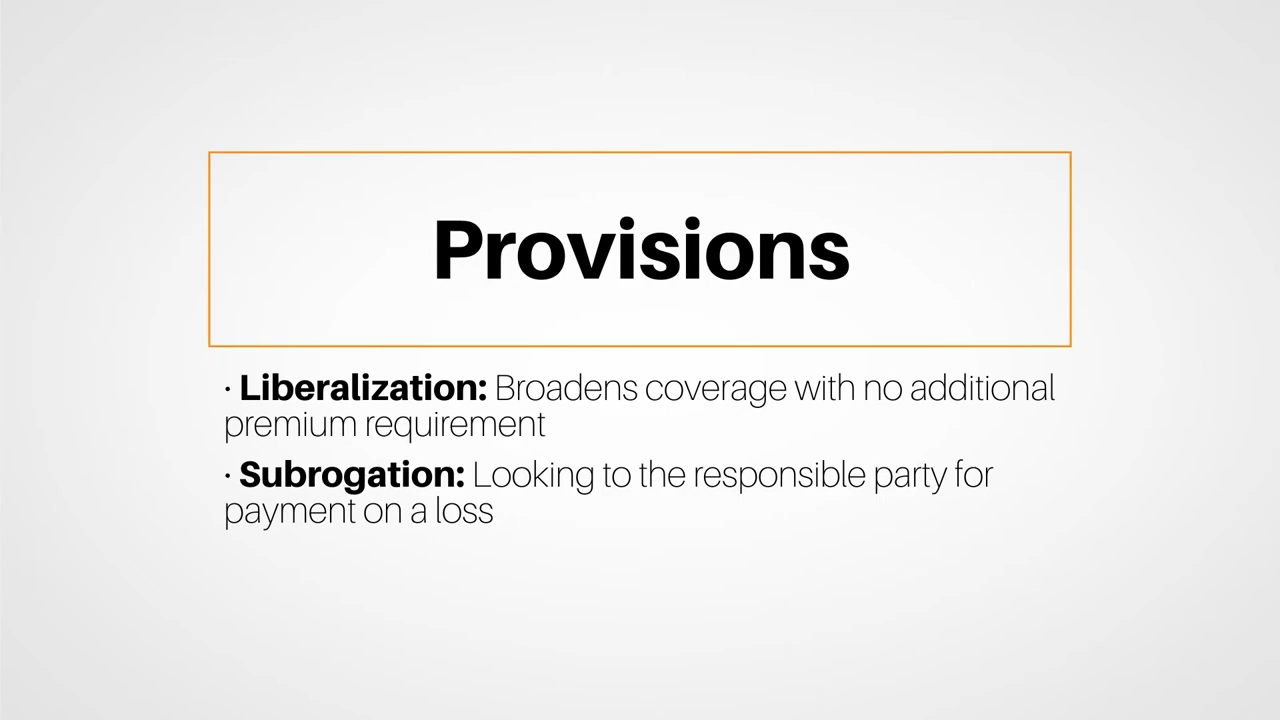 Provisions
· Liberalization: Broadens coverage with no additional
premium requirement
· Subrogation: Looking to the responsible party for
payment on a loss